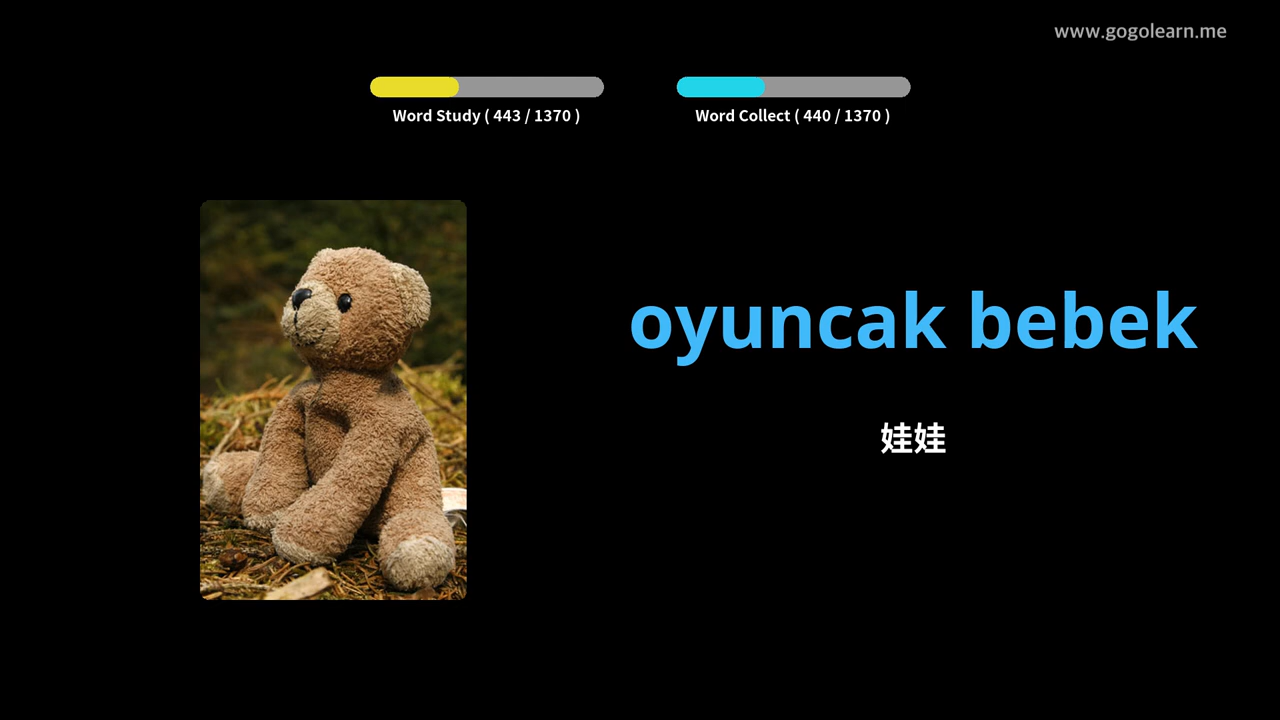 www.gogolearn.me
Word Study ( 443 / 1370 )
Word Collect ( 440 / 1370 )
oyuncak bebek
娃娃